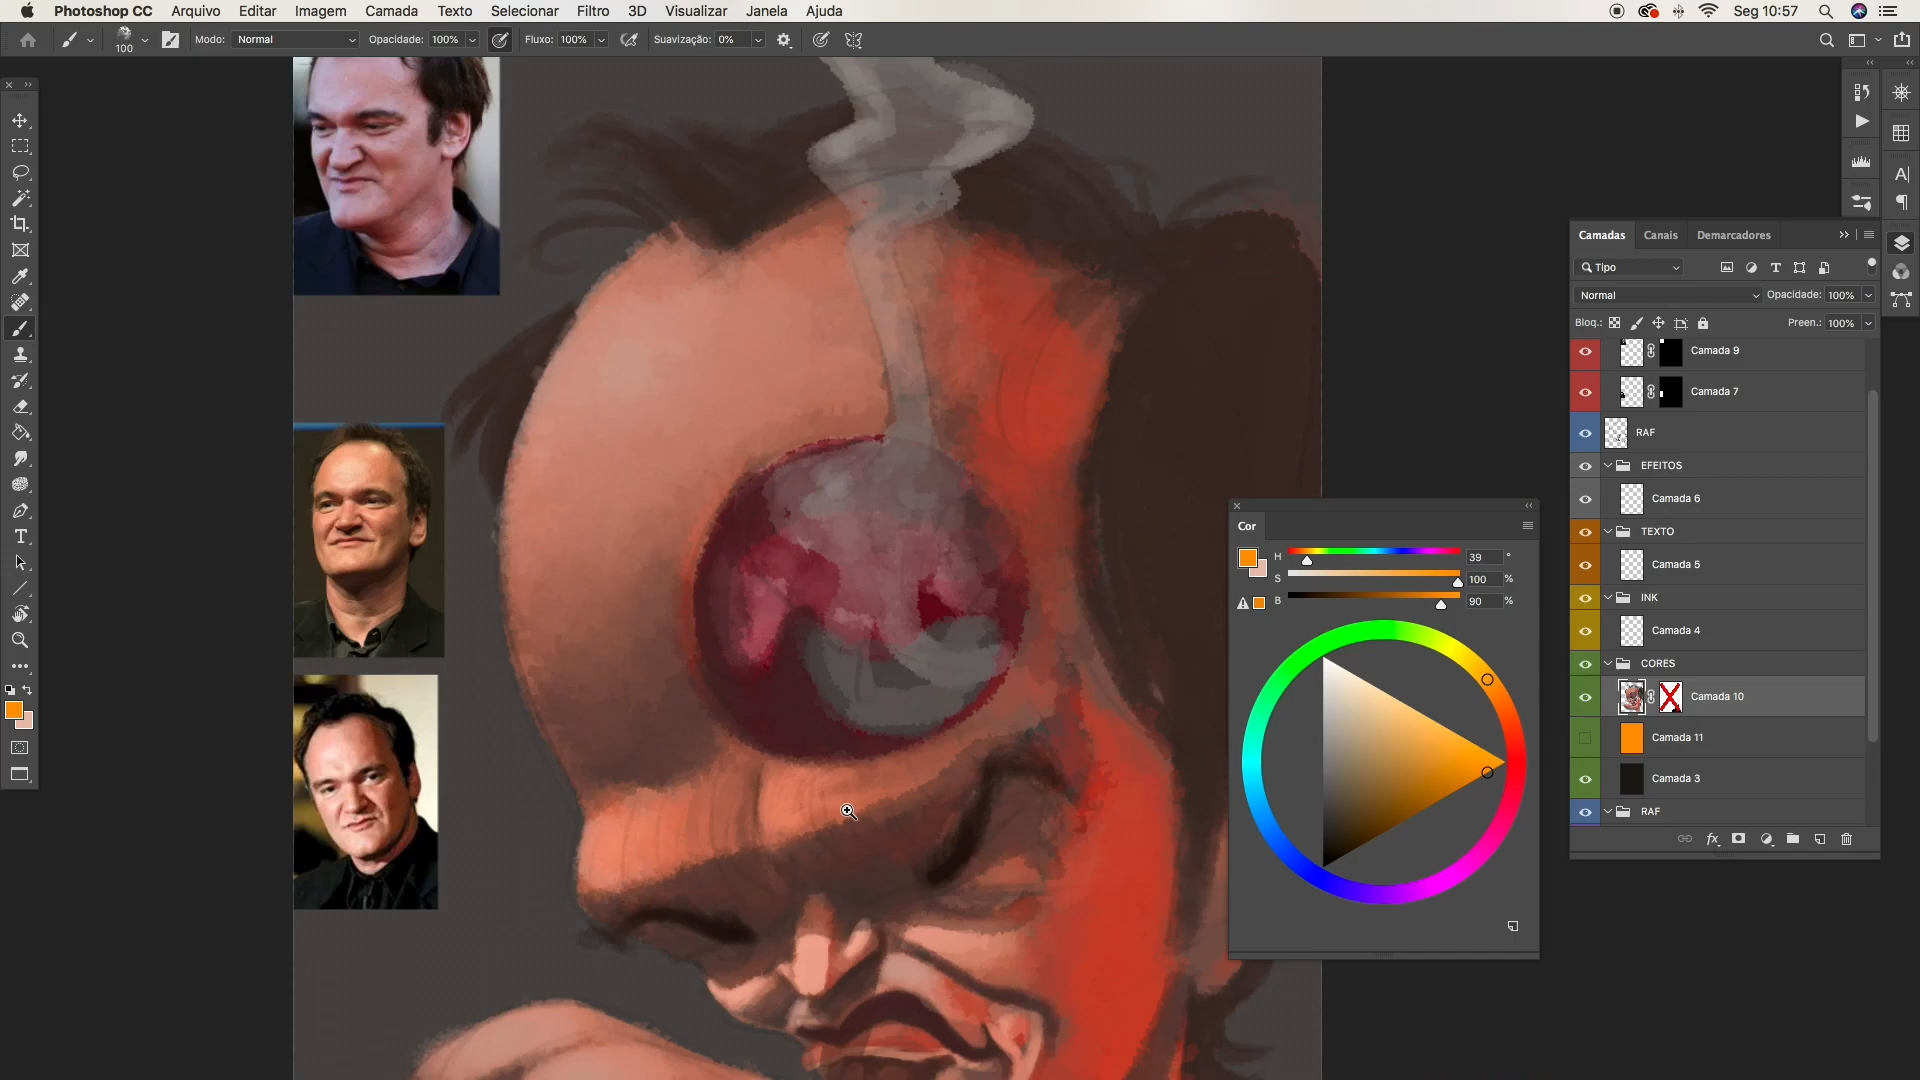 Photoshop CC Arquivo Editar Imagem Camada Texto Selecionar Filtro 3D Visualizar Janela Ajuda Seg 10:57
100 Modo: Normal Opacidade: 100% Fluxo: 100% Suavização: 0%
Camadas Canais Demarcadores
Tipo
Normal Opacidade: 100%
Bloq.: Preen.: 100%
Camada 9
Camada 7
RAF
EFEITOS
Camada 6
TEXTO
Camada 5
INK
Camada 4
CORES
Camada 10
Camada 11
Camada 3
RAF
fx
Cor
H 39 °
S 100 %
B 90 %